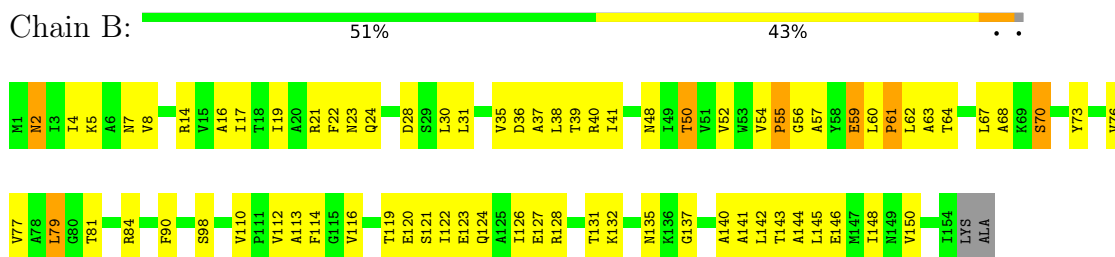 Chain B:
51% 43% • •
M1 N2 I3 I4 K5 A6 N7 V8 R14 V15 A16 I17 T18 I19 A20 R21 F22 N23 Q24 D28 S29 L30 L31 V35 D36 A37 L38 T39 R40 I41 N48 I49 T50 V51 V52 W53 V54 P55 G56 A57 Y58 E59 L60 P61 L62 A63 T64 L67 A68 K69 S70 Y73 V76
V77 A78 L79 G80 T81 R84 F90 S98 V110 P111 V112 A113 F114 G115 V116 T119 E120 S121 I122 E123 Q124 A125 I126 E127 R128 T131 K132 N135 K136 G137 A140 A141 L142 T143 A144 L145 E146 M147 I148 N149 V150 I154 LYS ALA